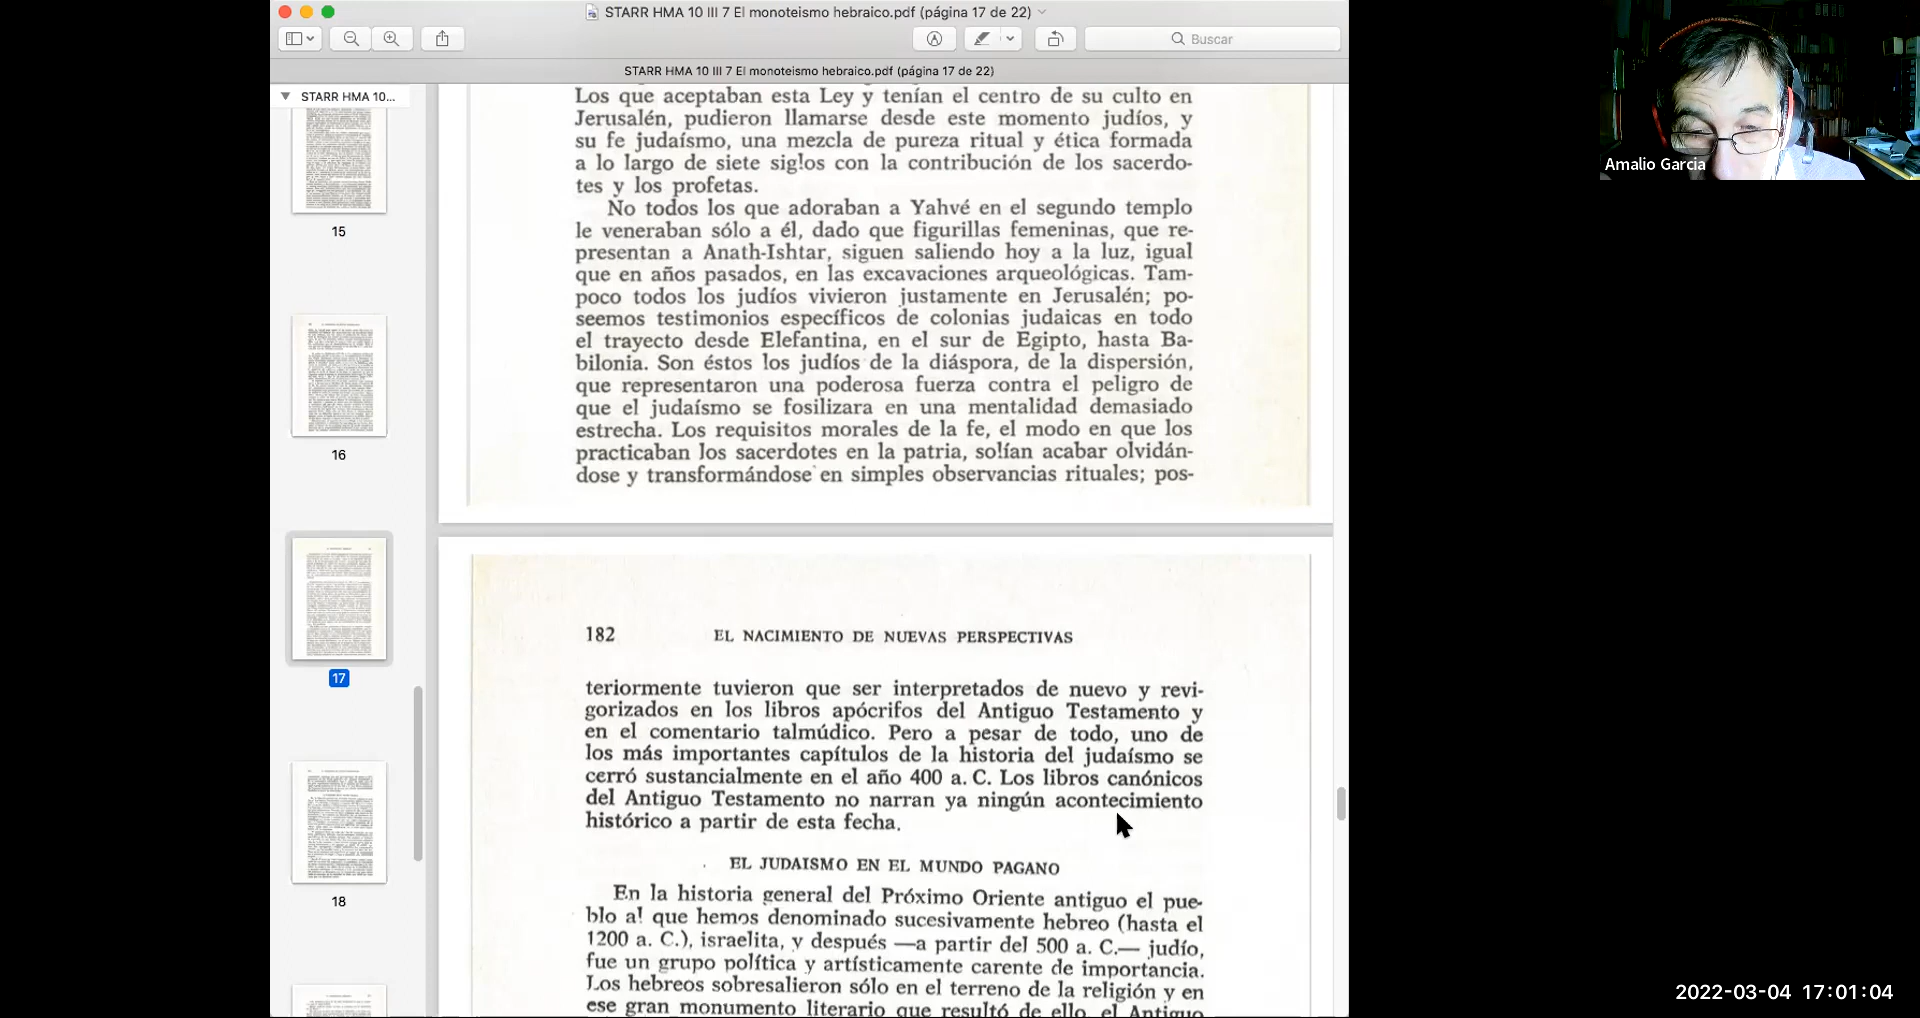 STARR HMA 10 III 7 El monoteismo hebraico.pdf (página 17 de 22)
Buscar
STARR HMA 10 III 7 El monoteismo hebraico.pdf (página 17 de 22)
STARR HMA 10...
15
16
17
18
Los que aceptaban esta Ley y tenían el centro de su culto en
Jerusalén, pudieron llamarse desde este momento judíos, y
su fe judaísmo, una mezcla de pureza ritual y ética formada
a lo largo de siete sig!os con la contribución de los sacerdo-
tes y los profetas.
No todos los que adoraban a Yahvé en el segundo templo
le veneraban sólo a él, dado que figurillas femeninas, que re-
presentan a Anath-Ishtar, siguen saliendo hoy a la luz, igual
que en años pasados, en las excavaciones arqueológicas. Tam-
poco todos los judíos vivieron justamente en Jerusalén; po-
seemos testimonios específicos de colonias judaicas en todo
el trayecto desde Elefantina, en el sur de Egipto, hasta Ba-
bilonia. Son éstos los judíos de la diáspora, de la dispersión,
que representaron una poderosa fuerza contra el peligro de
que el judaísmo se fosilizara en una mentalidad demasiado
estrecha. Los requisitos morales de la fe, el modo en que los
practicaban los sacerdotes en la patria, solían acabar olvidán-
dose y transformándose en simples observancias rituales; pos-
182 EL NACIMIENTO DE NUEVAS PERSPECTIVAS
teriormente tuvieron que ser interpretados de nuevo y revi-
gorizados en los libros apócrifos del Antiguo Testamento y
en el comentario talmúdico. Pero a pesar de todo, uno de
los más importantes capítulos de la historia del judaísmo se
cerró sustancialmente en el año 400 a. C. Los libros canónicos
del Antiguo Testamento no narran ya ningún acontecimiento
histórico a partir de esta fecha.
EL JUDAISMO EN EL MUNDO PAGANO
En la historia general del Próximo Oriente antiguo el pue-
blo a! que hemos denominado sucesivamente hebreo (hasta el
1200 a. C.), israelita, y después —a partir del 500 a. C.— judío,
fue un grupo política y artísticamente carente de importancia.
Los hebreos sobresalieron sólo en el terreno de la religión y en
ese gran monumento literario que resultó de ello, el Antiguo
Amalio Garcia
2022-03-04 17:01:04